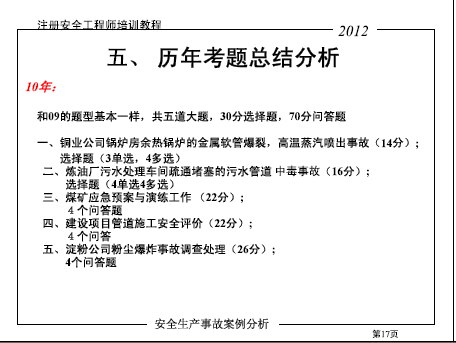 注册安全工程师培训教程
2012
五、 历年考题总结分析
10年：
和09的题型基本一样，共五道大题，30分选择题，70分问答题
一、铜业公司锅炉房余热锅炉的金属软管爆裂，高温蒸汽喷出事故（14分）；
选择题（3单选，4多选）
二、炼油厂污水处理车间疏通堵塞的污水管道 中毒事故（16分）；
选择题（4单选4多选）
三、煤矿应急预案与演练工作 （22分）；
４个问答题
四、建设项目管道施工安全评价（22分）；
４个问答
五、淀粉公司粉尘爆炸事故调查处理（26分）；
4个问答题
安全生产事故案例分析
第17页